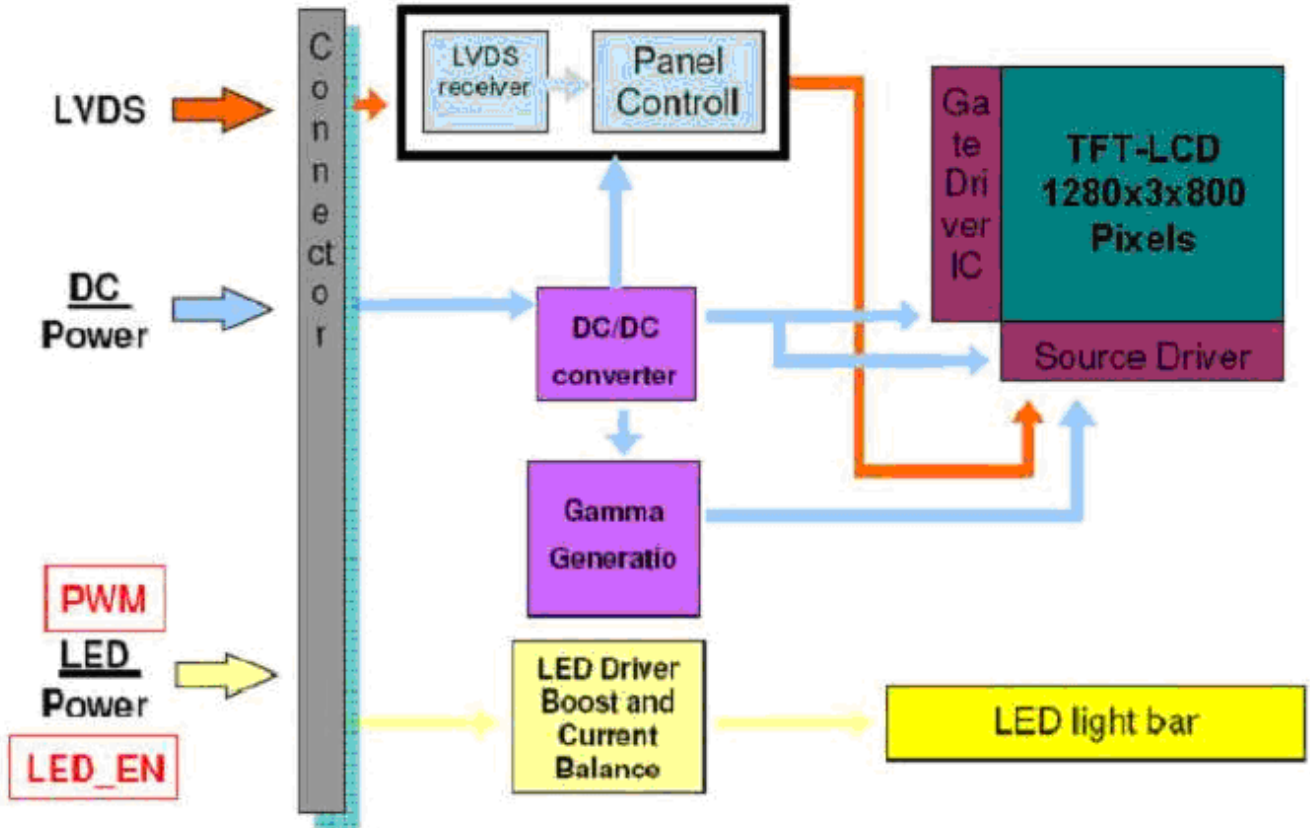 LVDS
DC
Power
PWM
LED
Power
LED_EN
C
o
n
n
e
ct
o
r
LVDS
receiver
Panel
Controll
DC/DC
converter
Gamma
Generatio
LED Driver
Boost and
Current
Balance
Ga
te
Dri
ver
IC
TFT-LCD
1280x3x800
Pixels
Source Driver
LED light bar